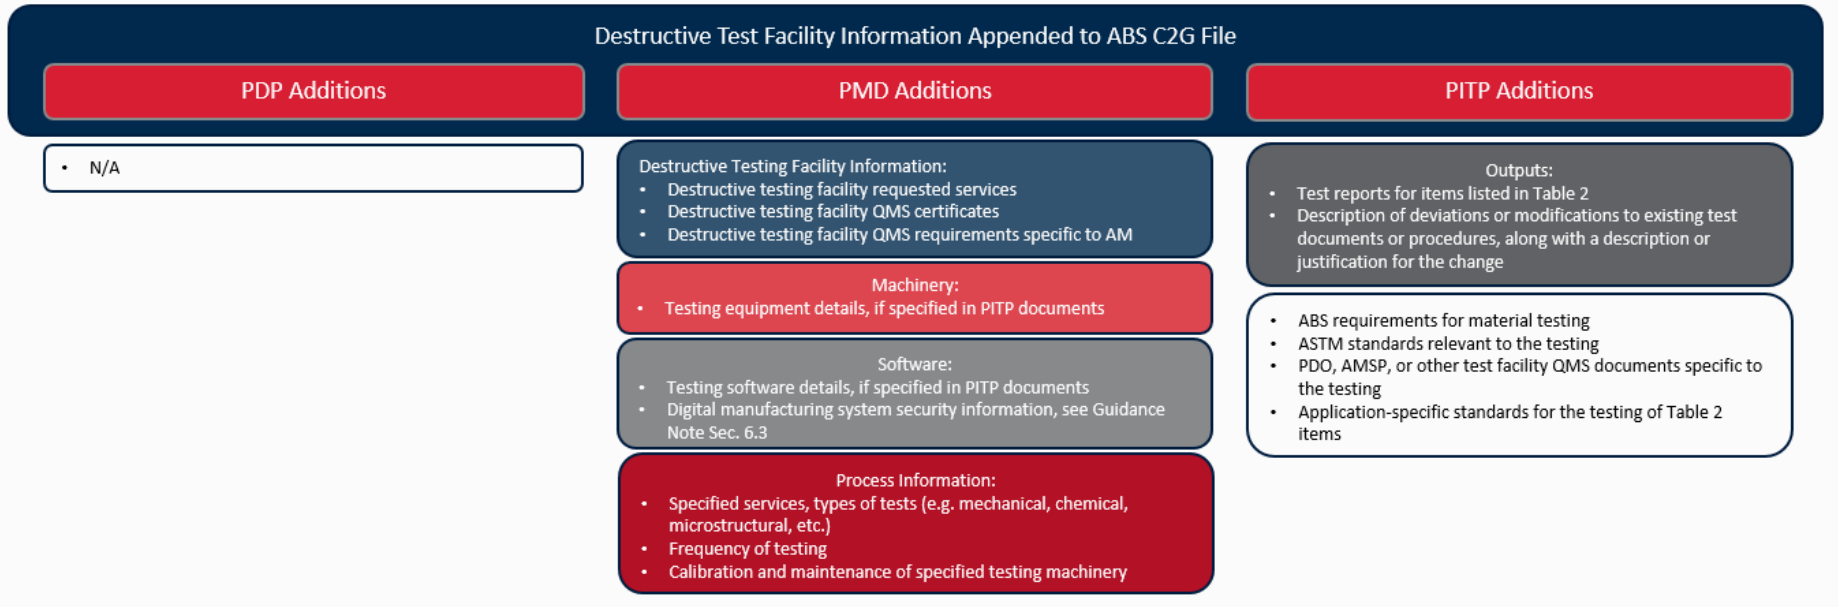 Destructive Test Facility Information Appended to ABS C2G File
PDP Additions
PMD Additions
PITP Additions
• N/A
Destructive Testing Facility Information:
• Destructive testing facility requested services
• Destructive testing facility QMS certificates
• Destructive testing facility QMS requirements specific to AM
Machinery:
• Testing equipment details, if specified in PITP documents
Software:
• Testing software details, if specified in PITP documents
• Digital manufacturing system security information, see Guidance
Note Sec. 6.3
Process Information:
• Specified services, types of tests (e.g. mechanical, chemical,
microstructural, etc.)
• Frequency of testing
• Calibration and maintenance of specified testing machinery
Outputs:
• Test reports for items listed in Table 2
• Description of deviations or modifications to existing test
documents or procedures, along with a description or
justification for the change
• ABS requirements for material testing
• ASTM standards relevant to the testing
• PDO, AMSP, or other test facility QMS documents specific to
the testing
• Application-specific standards for the testing of Table 2
items